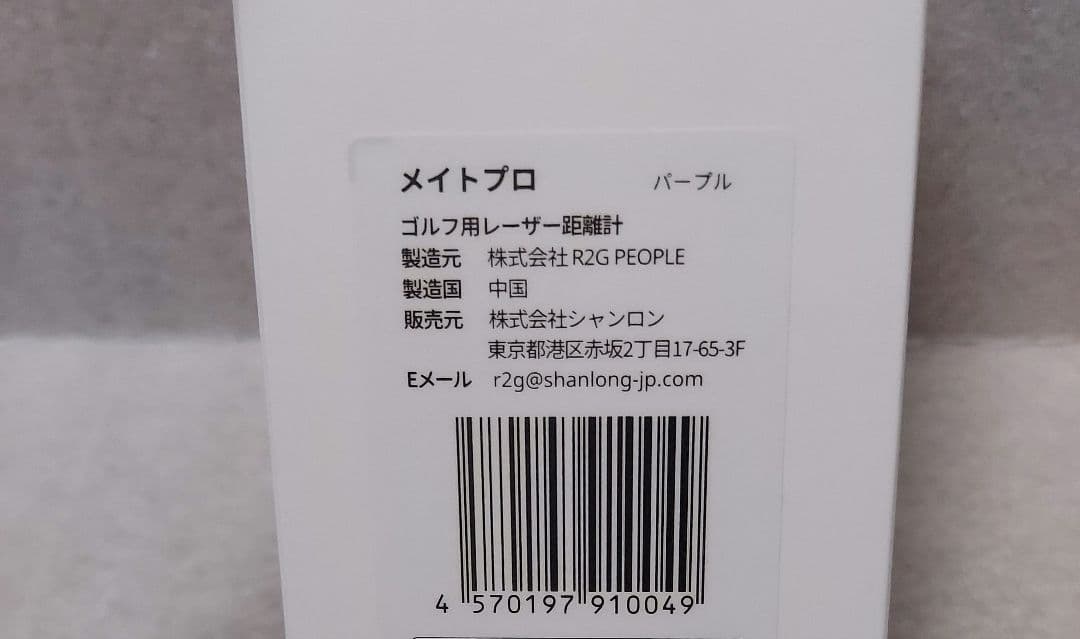 メイトプロ パープル
ゴルフ用レーザー距離計
製造元 株式会社 R2G PEOPLE
製造国 中国
販売元 株式会社シャンロン
東京都港区赤坂2丁目17-65-3F
Eメール r2g@shanlong-jp.com
4 570197 910049